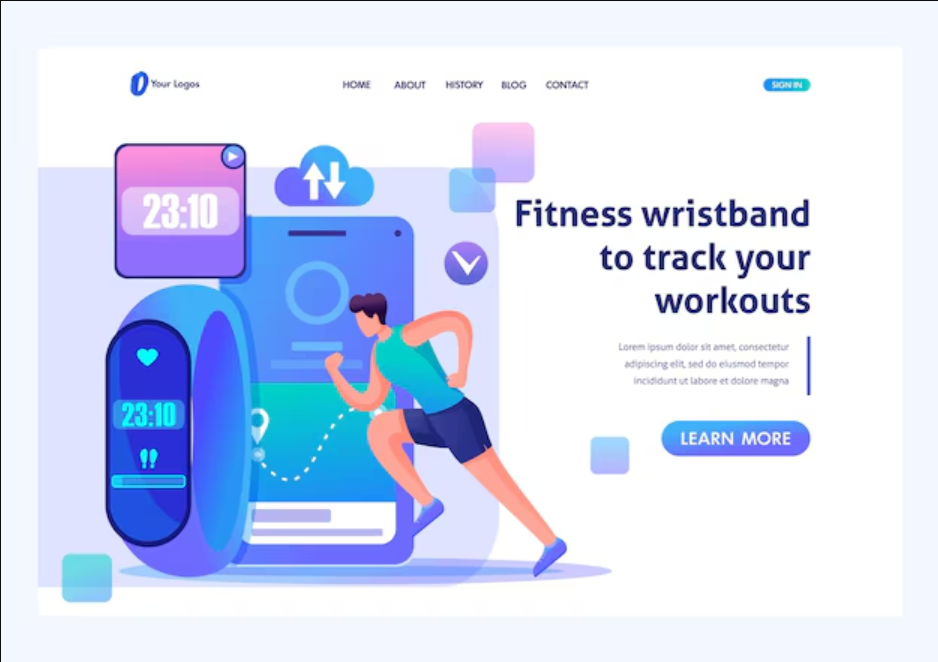 Your Logos
HOME ABOUT HISTORY BLOG CONTACT
SIGN IN
23:10
23:10
Fitness wristband
to track your
workouts
Lorem ipsum dolor sit amet, consectetur
adipiscing elit, sed do eiusmod tempor
incididunt ut labore et dolore magna
LEARN MORE